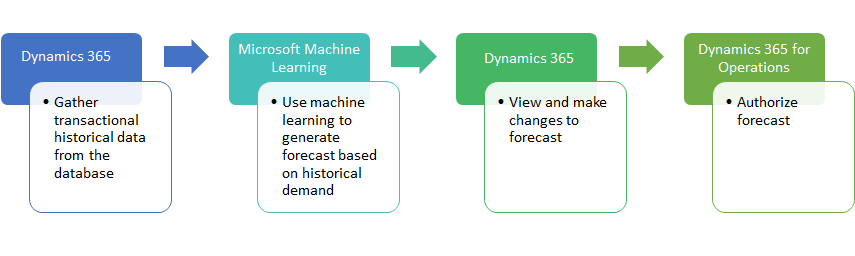 Dynamics 365
• Gather
transactional
historical data
from the
database
Microsoft Machine
Learning
• Use machine
learning to
generate
forecast based
on historical
demand
Dynamics 365
• View and make
changes to
forecast
Dynamics 365 for
Operations
• Authorize
forecast